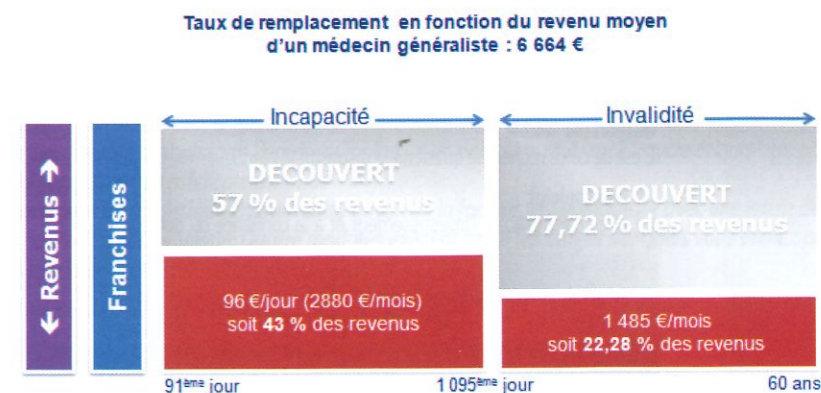 Taux de remplacement en fonction du revenu moyen
d'un médecin généraliste : 6 664 €
Incapacité
Invalidité
← Revenus →
Franchises
DECOUVERT
57 % des revenus
DECOUVERT
77,72 % des revenus
96 €/jour (2880 €/mois)
soit 43 % des revenus
1 485 €/mois
soit 22,28 % des revenus
91ème jour
1 095ème jour
60 ans